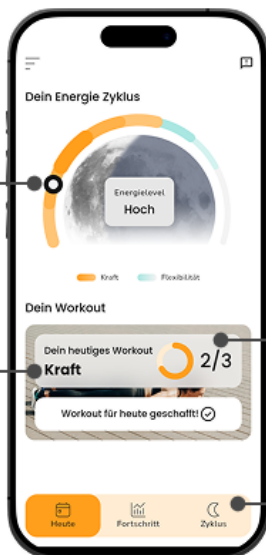 Dein Energie Zyklus
Energielevel
Hoch
Kraft
Flexibilität
Dein Workout
Dein heutiges Workout
Kraft
2/3
Workout für heute geschafft!
Heute
Fortschritt
Zyklus